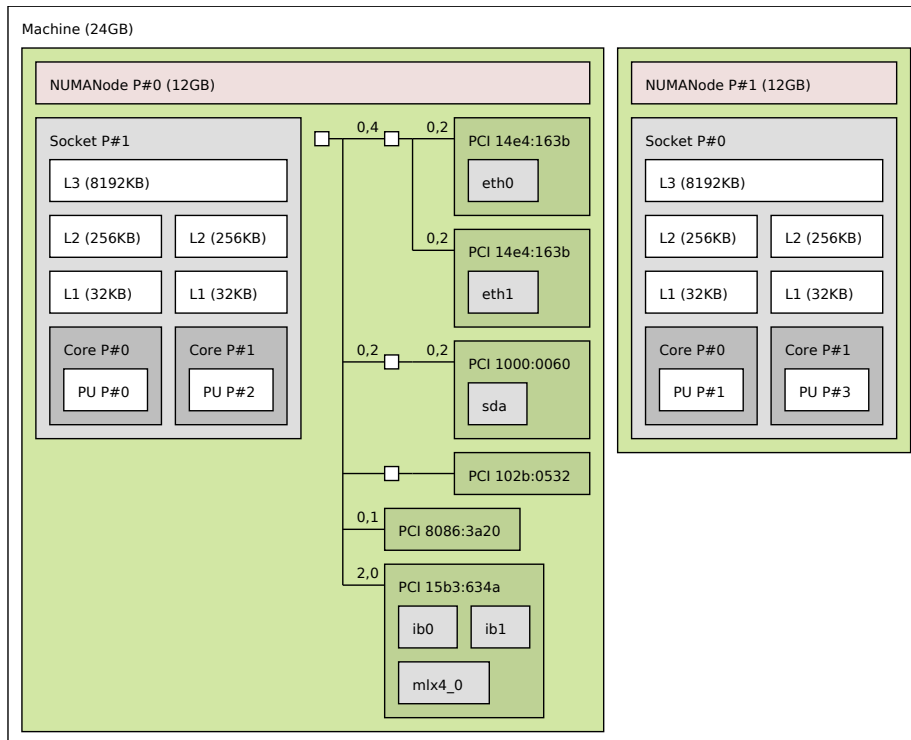 Machine (24GB)
NUMANode P#0 (12GB)
Socket P#1
L3 (8192KB)
L2 (256KB) L2 (256KB)
L1 (32KB) L1 (32KB)
Core P#0 Core P#1
PU P#0 PU P#2
0,4 0,2 PCI 14e4:163b
eth0
0,2 PCI 14e4:163b
eth1
0,2 0,2 PCI 1000:0060
sda
PCI 102b:0532
0,1 PCI 8086:3a20
2,0 PCI 15b3:634a
ib0 ib1
mlx4_0
NUMANode P#1 (12GB)
Socket P#0
L3 (8192KB)
L2 (256KB) L2 (256KB)
L1 (32KB) L1 (32KB)
Core P#0 Core P#1
PU P#1 PU P#3